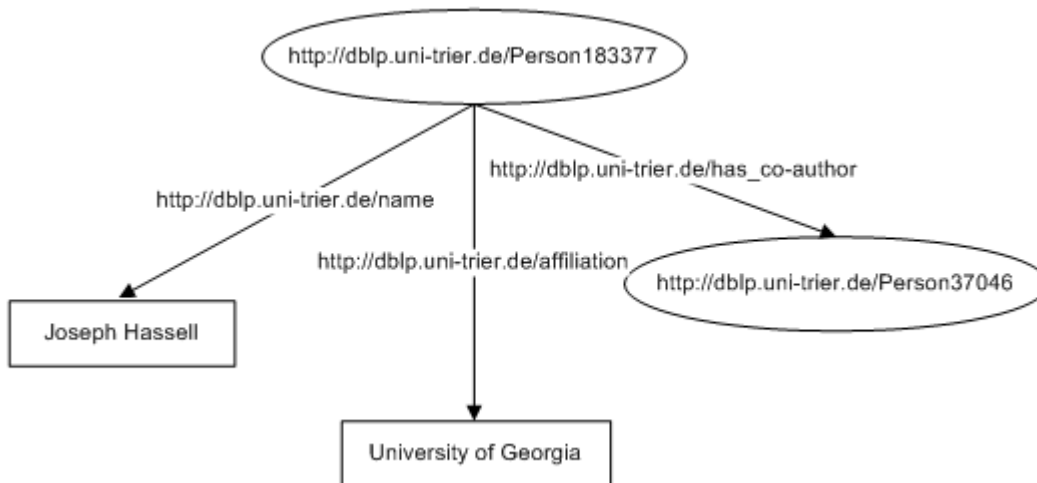 http://dblp.uni-trier.de/Person183377
http://dblp.uni-trier.de/has_co-author
http://dblp.uni-trier.de/name
http://dblp.uni-trier.de/affiliation
http://dblp.uni-trier.de/Person37046
Joseph Hassell
University of Georgia